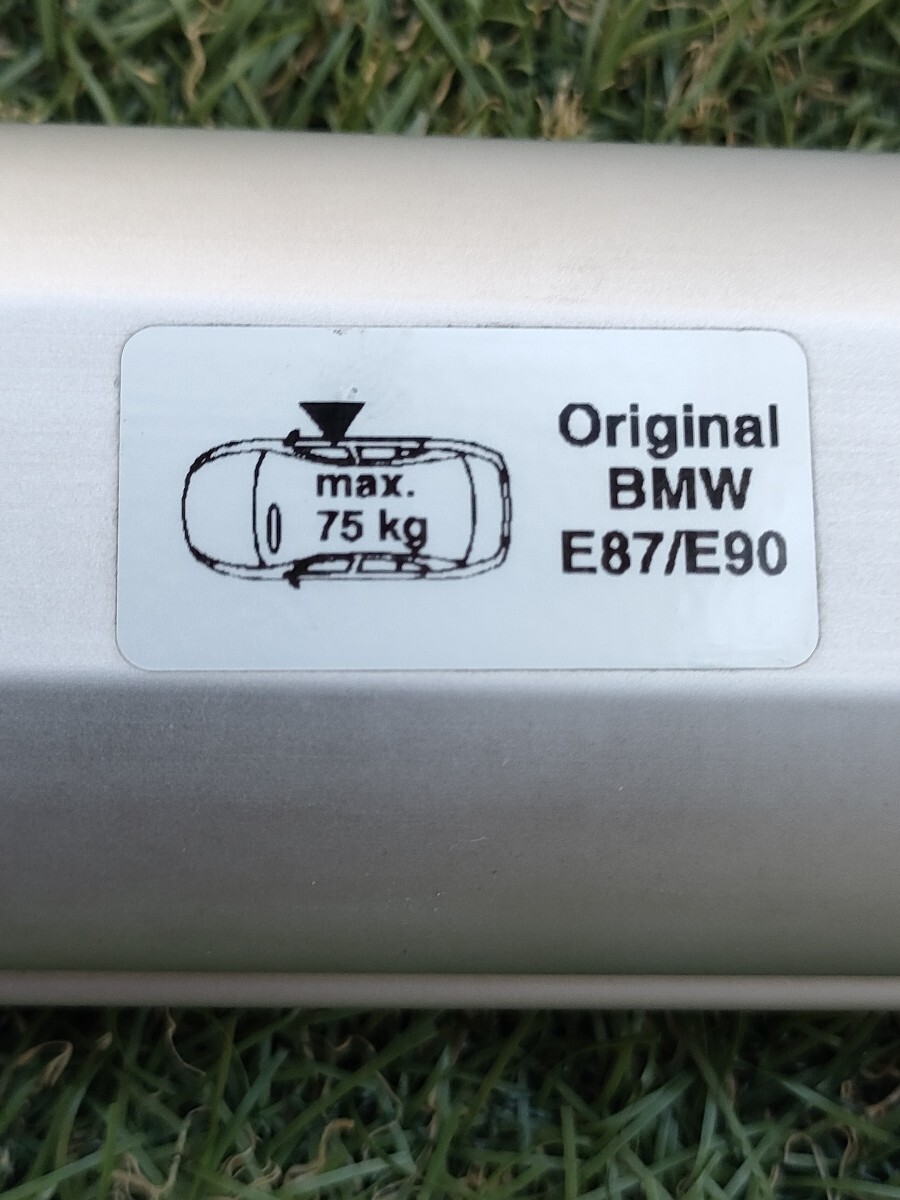 max.
75 kg
Original
BMW
E87/E90